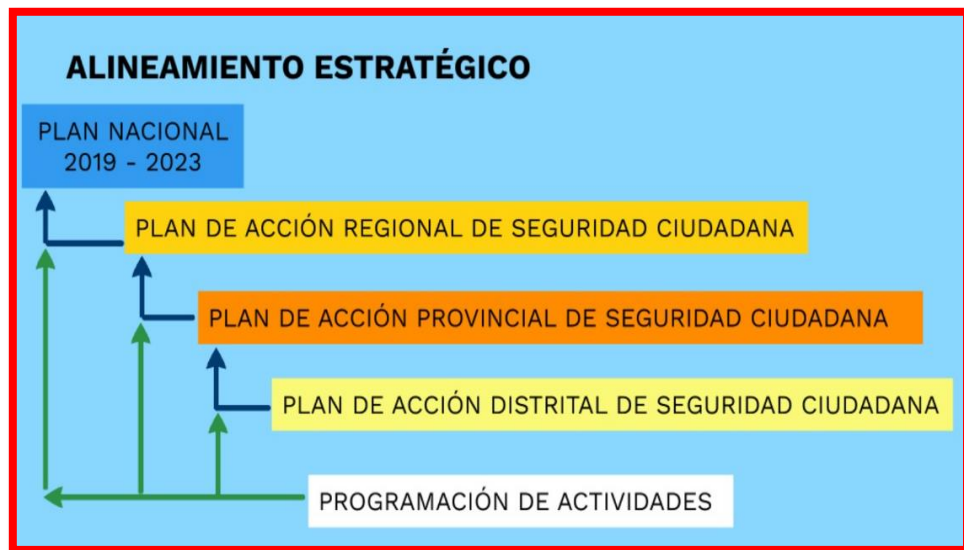 ALINEAMIENTO ESTRATÉGICO
PLAN NACIONAL
2019 - 2023
PLAN DE ACCIÓN REGIONAL DE SEGURIDAD CIUDADANA
PLAN DE ACCIÓN PROVINCIAL DE SEGURIDAD CIUDADANA
PLAN DE ACCIÓN DISTRITAL DE SEGURIDAD CIUDADANA
PROGRAMACIÓN DE ACTIVIDADES